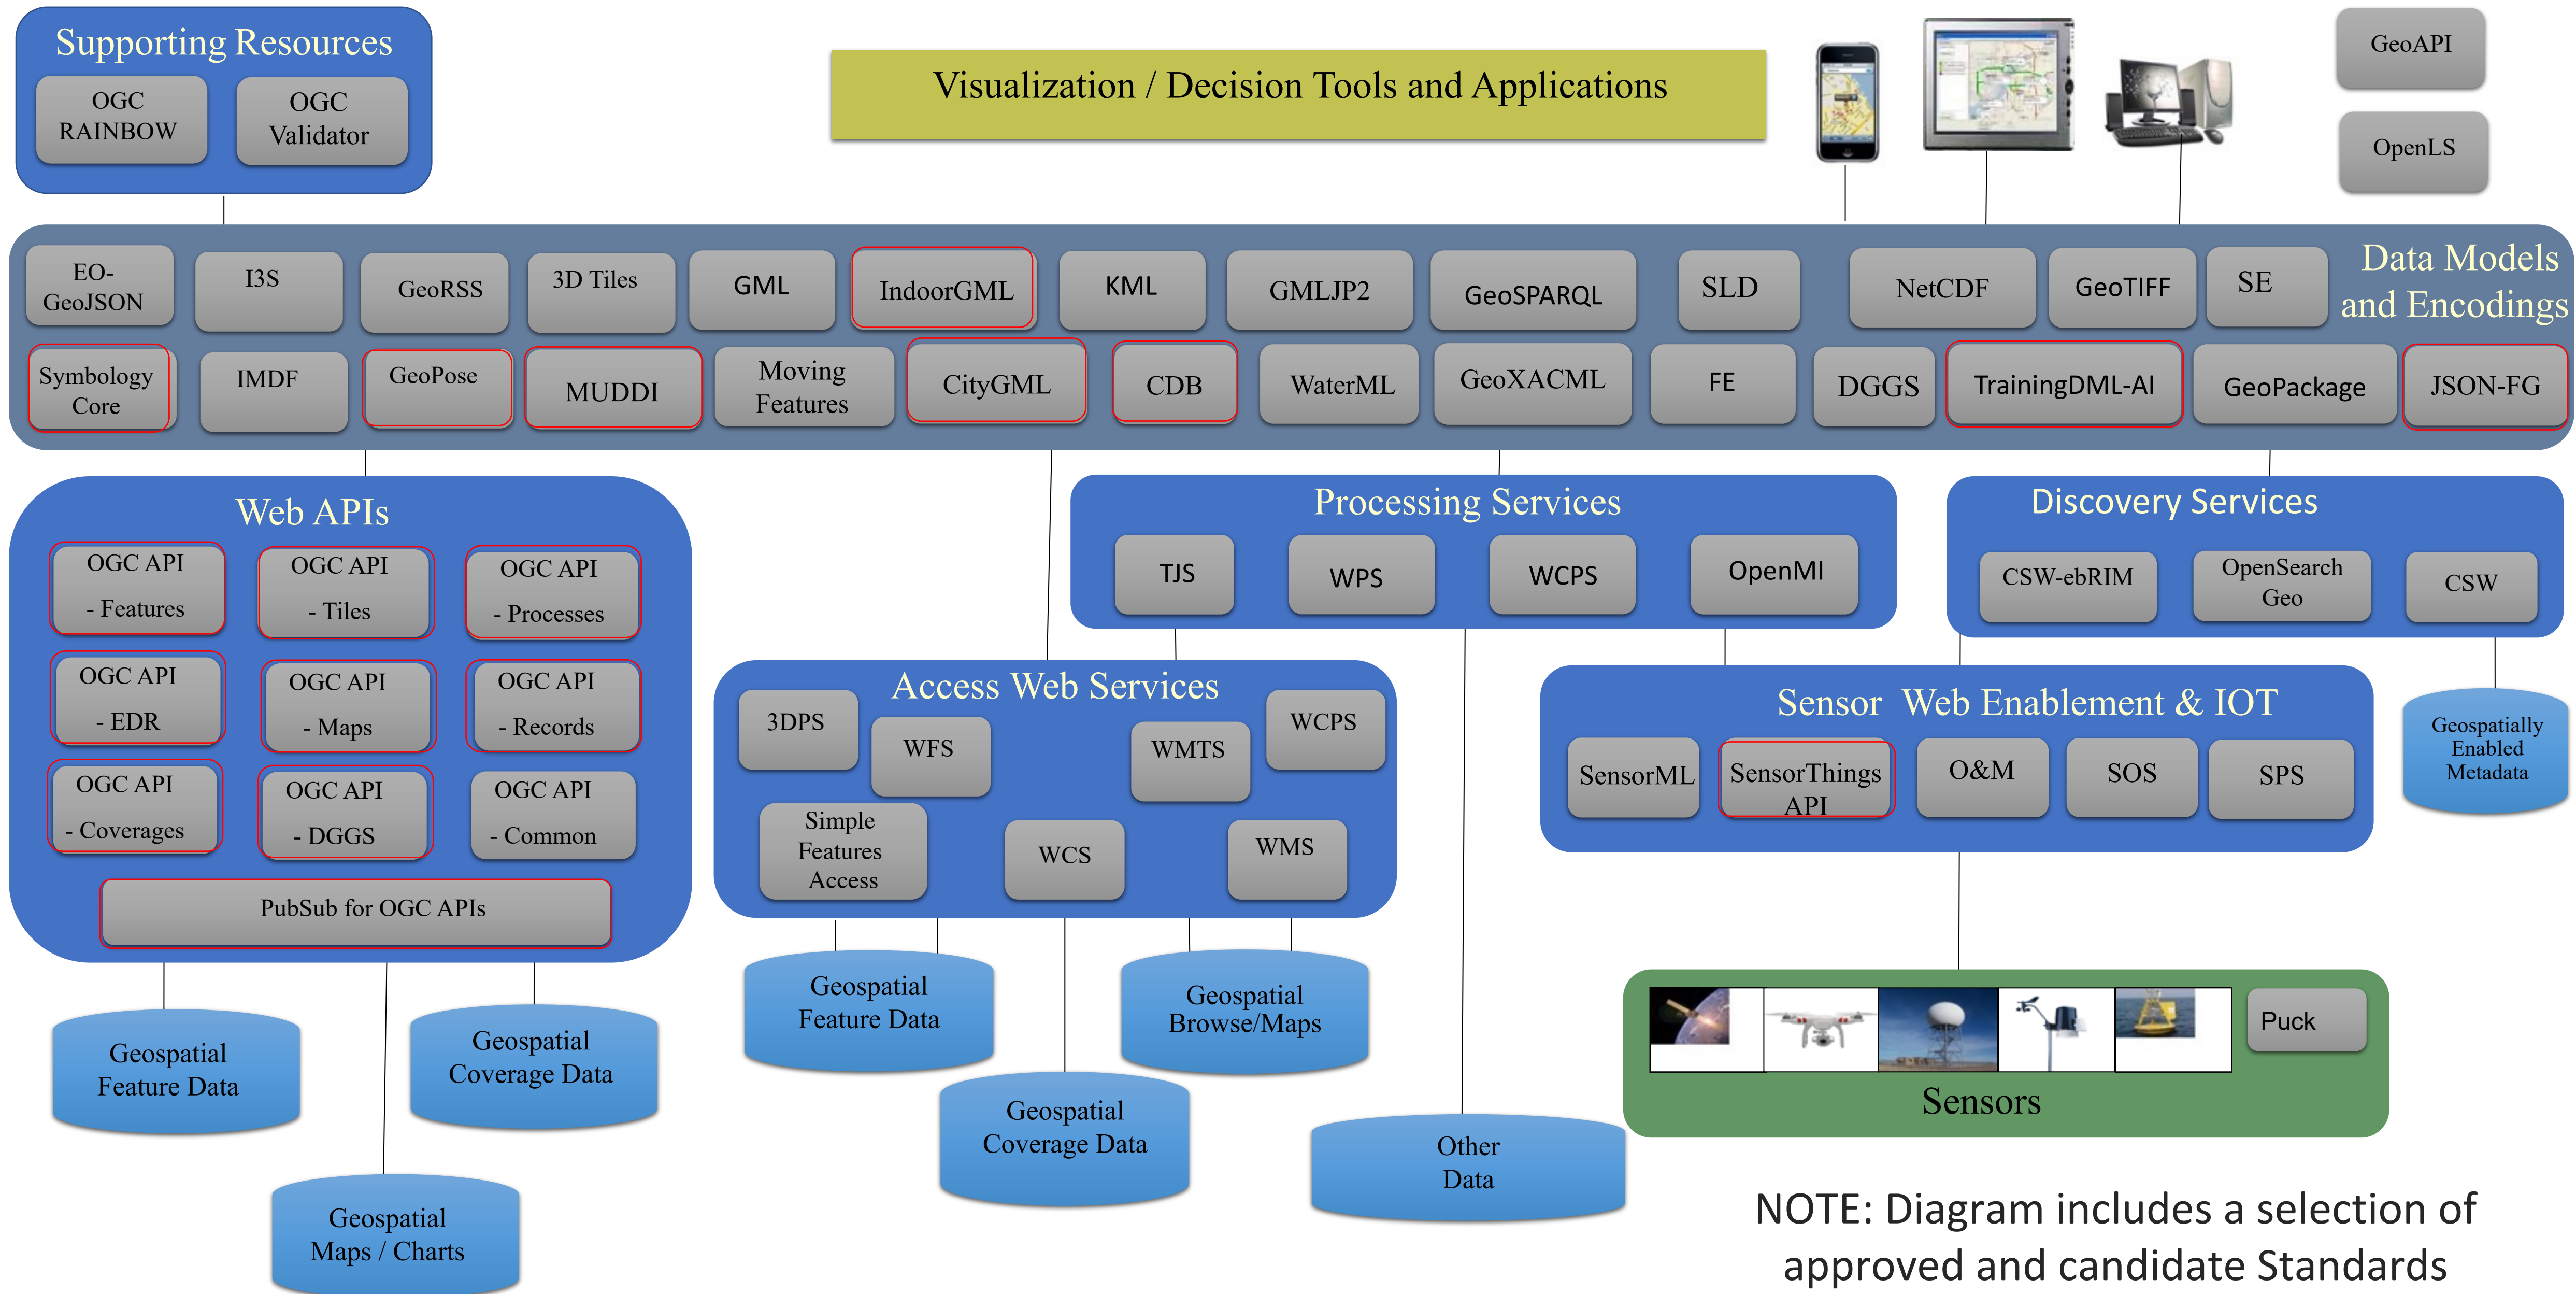 Supporting Resources
OGC
RAINBOW
OGC
Validator
Visualization / Decision Tools and Applications
GeoAPI
OpenLS
Data Models
and Encodings
EO-
GeoJSON
I3S
GeoRSS
3D Tiles
GML
IndoorGML
KML
GMLJP2
GeoSPARQL
SLD
NetCDF
GeoTIFF
SE
Symbology
Core
IMDF
GeoPose
MUDDI
Moving
Features
CityGML
CDB
WaterML
GeoXACML
FE
DGGS
TrainingDML-AI
GeoPackage
JSON-FG
Web APIs
OGC API
- Features
OGC API
- Tiles
OGC API
- Processes
OGC API
- EDR
OGC API
- Maps
OGC API
- Records
OGC API
- Coverages
OGC API
- DGGS
OGC API
- Common
PubSub for OGC APIs
Geospatial
Feature Data
Geospatial
Maps / Charts
Geospatial
Coverage Data
Processing Services
TJS
WPS
WCPS
OpenMI
Access Web Services
3DPS
WFS
WMTS
WCPS
Simple
Features
Access
WCS
WMS
Geospatial
Feature Data
Geospatial
Coverage Data
Geospatial
Browse/Maps
Other
Data
Discovery Services
CSW-ebRIM
OpenSearch
Geo
CSW
Geospatially
Enabled
Metadata
Sensor Web Enablement & IOT
SensorML
SensorThings
API
O&M
SOS
SPS
Puck
Sensors
NOTE: Diagram includes a selection of
approved and candidate Standards